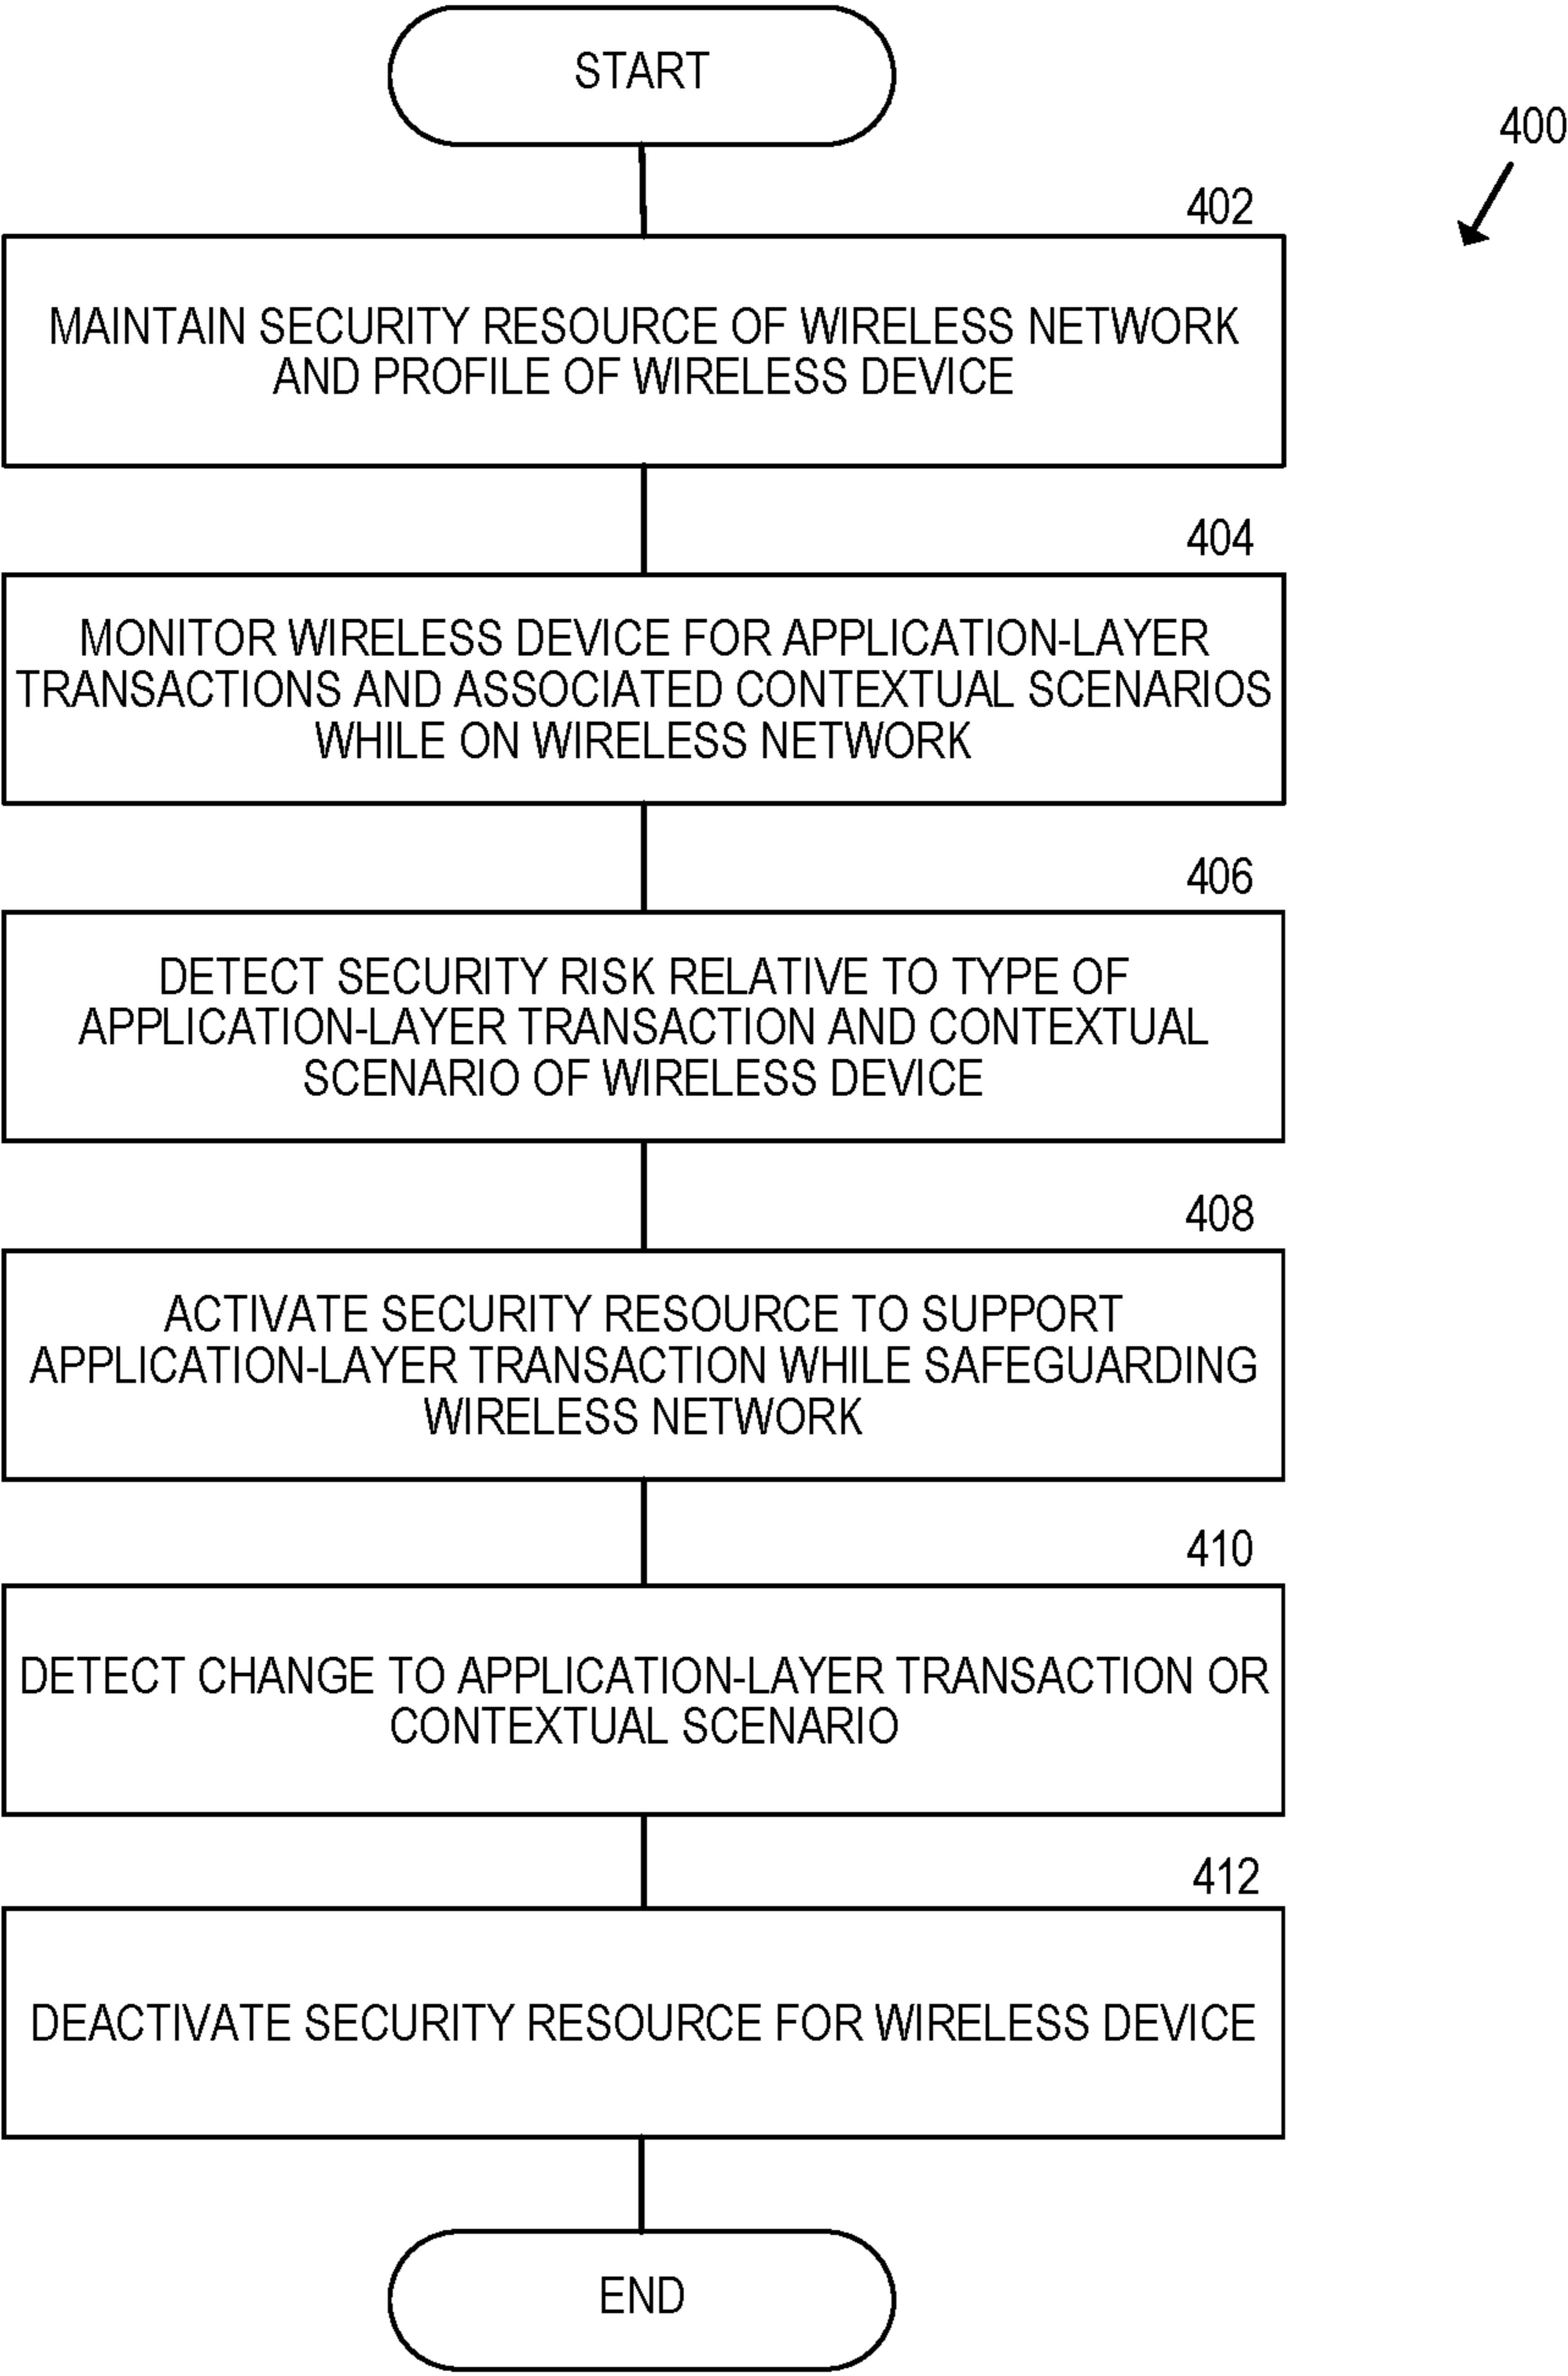 START
400
402
MAINTAIN SECURITY RESOURCE OF WIRELESS NETWORK
AND PROFILE OF WIRELESS DEVICE
404
MONITOR WIRELESS DEVICE FOR APPLICATION-LAYER
TRANSACTIONS AND ASSOCIATED CONTEXTUAL SCENARIOS
WHILE ON WIRELESS NETWORK
406
DETECT SECURITY RISK RELATIVE TO TYPE OF
APPLICATION-LAYER TRANSACTION AND CONTEXTUAL
SCENARIO OF WIRELESS DEVICE
408
ACTIVATE SECURITY RESOURCE TO SUPPORT
APPLICATION-LAYER TRANSACTION WHILE SAFEGUARDING
WIRELESS NETWORK
410
DETECT CHANGE TO APPLICATION-LAYER TRANSACTION OR
CONTEXTUAL SCENARIO
412
DEACTIVATE SECURITY RESOURCE FOR WIRELESS DEVICE
END